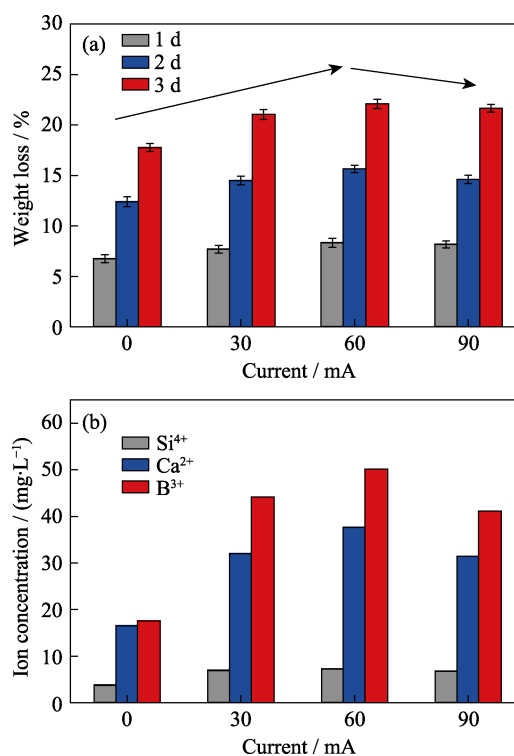 (a)
1 d
2 d
3 d
Weight loss / %
30
25
20
15
10
5
0
0 30 60 90
Current / mA
(b)
Si⁴⁺
Ca²⁺
B³⁺
Ion concentration / (mg·L⁻¹)
60
50
40
30
20
10
0
0 30 60 90
Current / mA